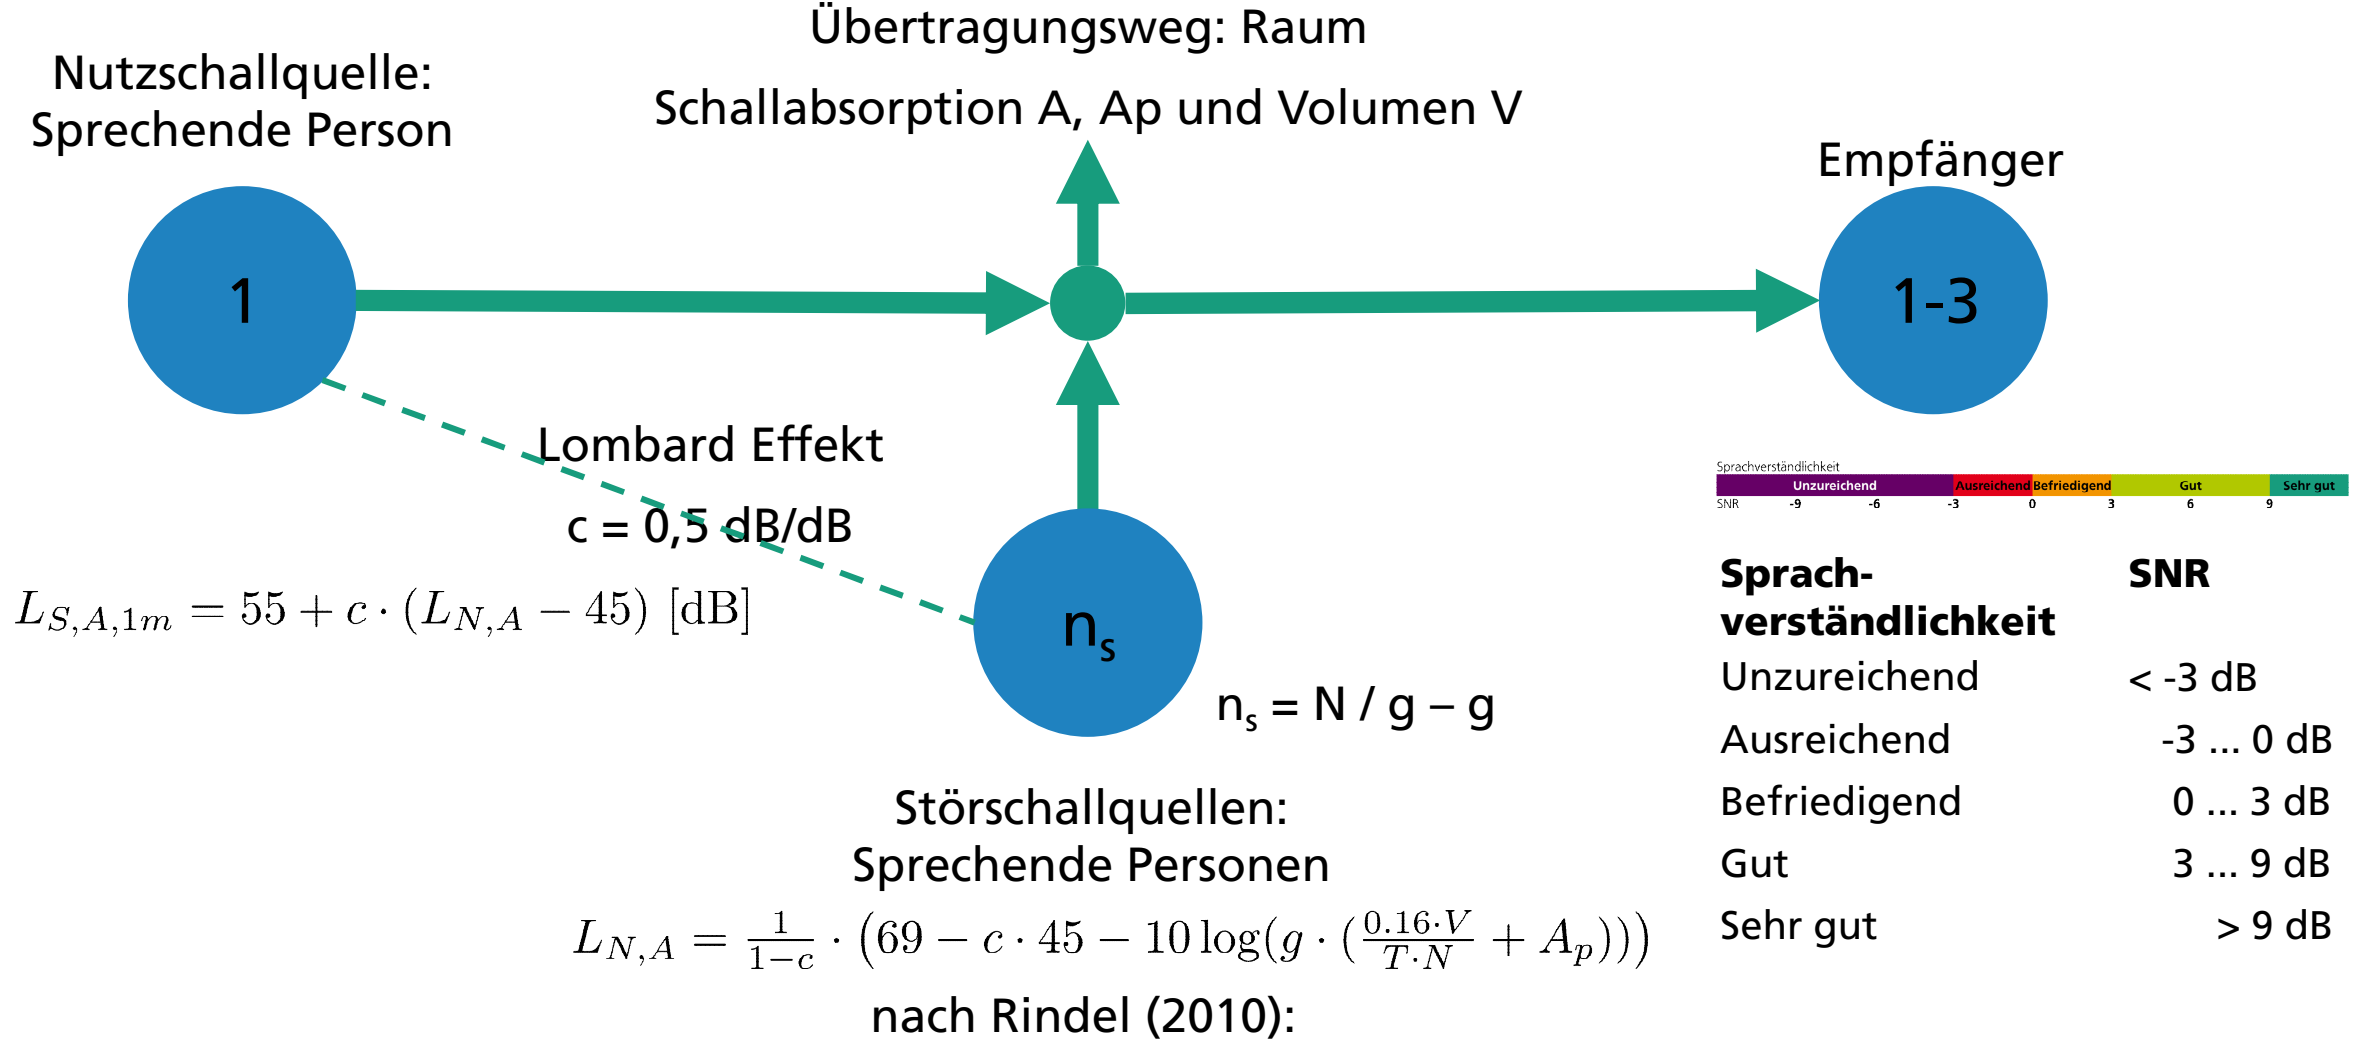 Übertragungsweg: Raum
Schallabsorption A, Ap und Volumen V
Nutzschallquelle:
Sprechende Person
Empfänger
1
1-3
Lombard Effekt
c = 0,5 dB/dB
L_{S,A,1m} = 55 + c · (L_{N,A} − 45) [dB]
n_s
n_s = N / g – g
Störschallquellen:
Sprechende Personen
L_{N,A} = \frac{1}{1−c} · (69 − c · 45 − 10 log(g · (\frac{0.16·V}{T·N} + A_p)))
nach Rindel (2010):
Sprachverständlichkeit
Unzureichend Ausreichend Befriedigend Gut Sehr gut
SNR -9 -6 -3 0 3 6 9
Sprach- SNR
verständlichkeit
Unzureichend < -3 dB
Ausreichend -3 ... 0 dB
Befriedigend 0 ... 3 dB
Gut 3 ... 9 dB
Sehr gut > 9 dB